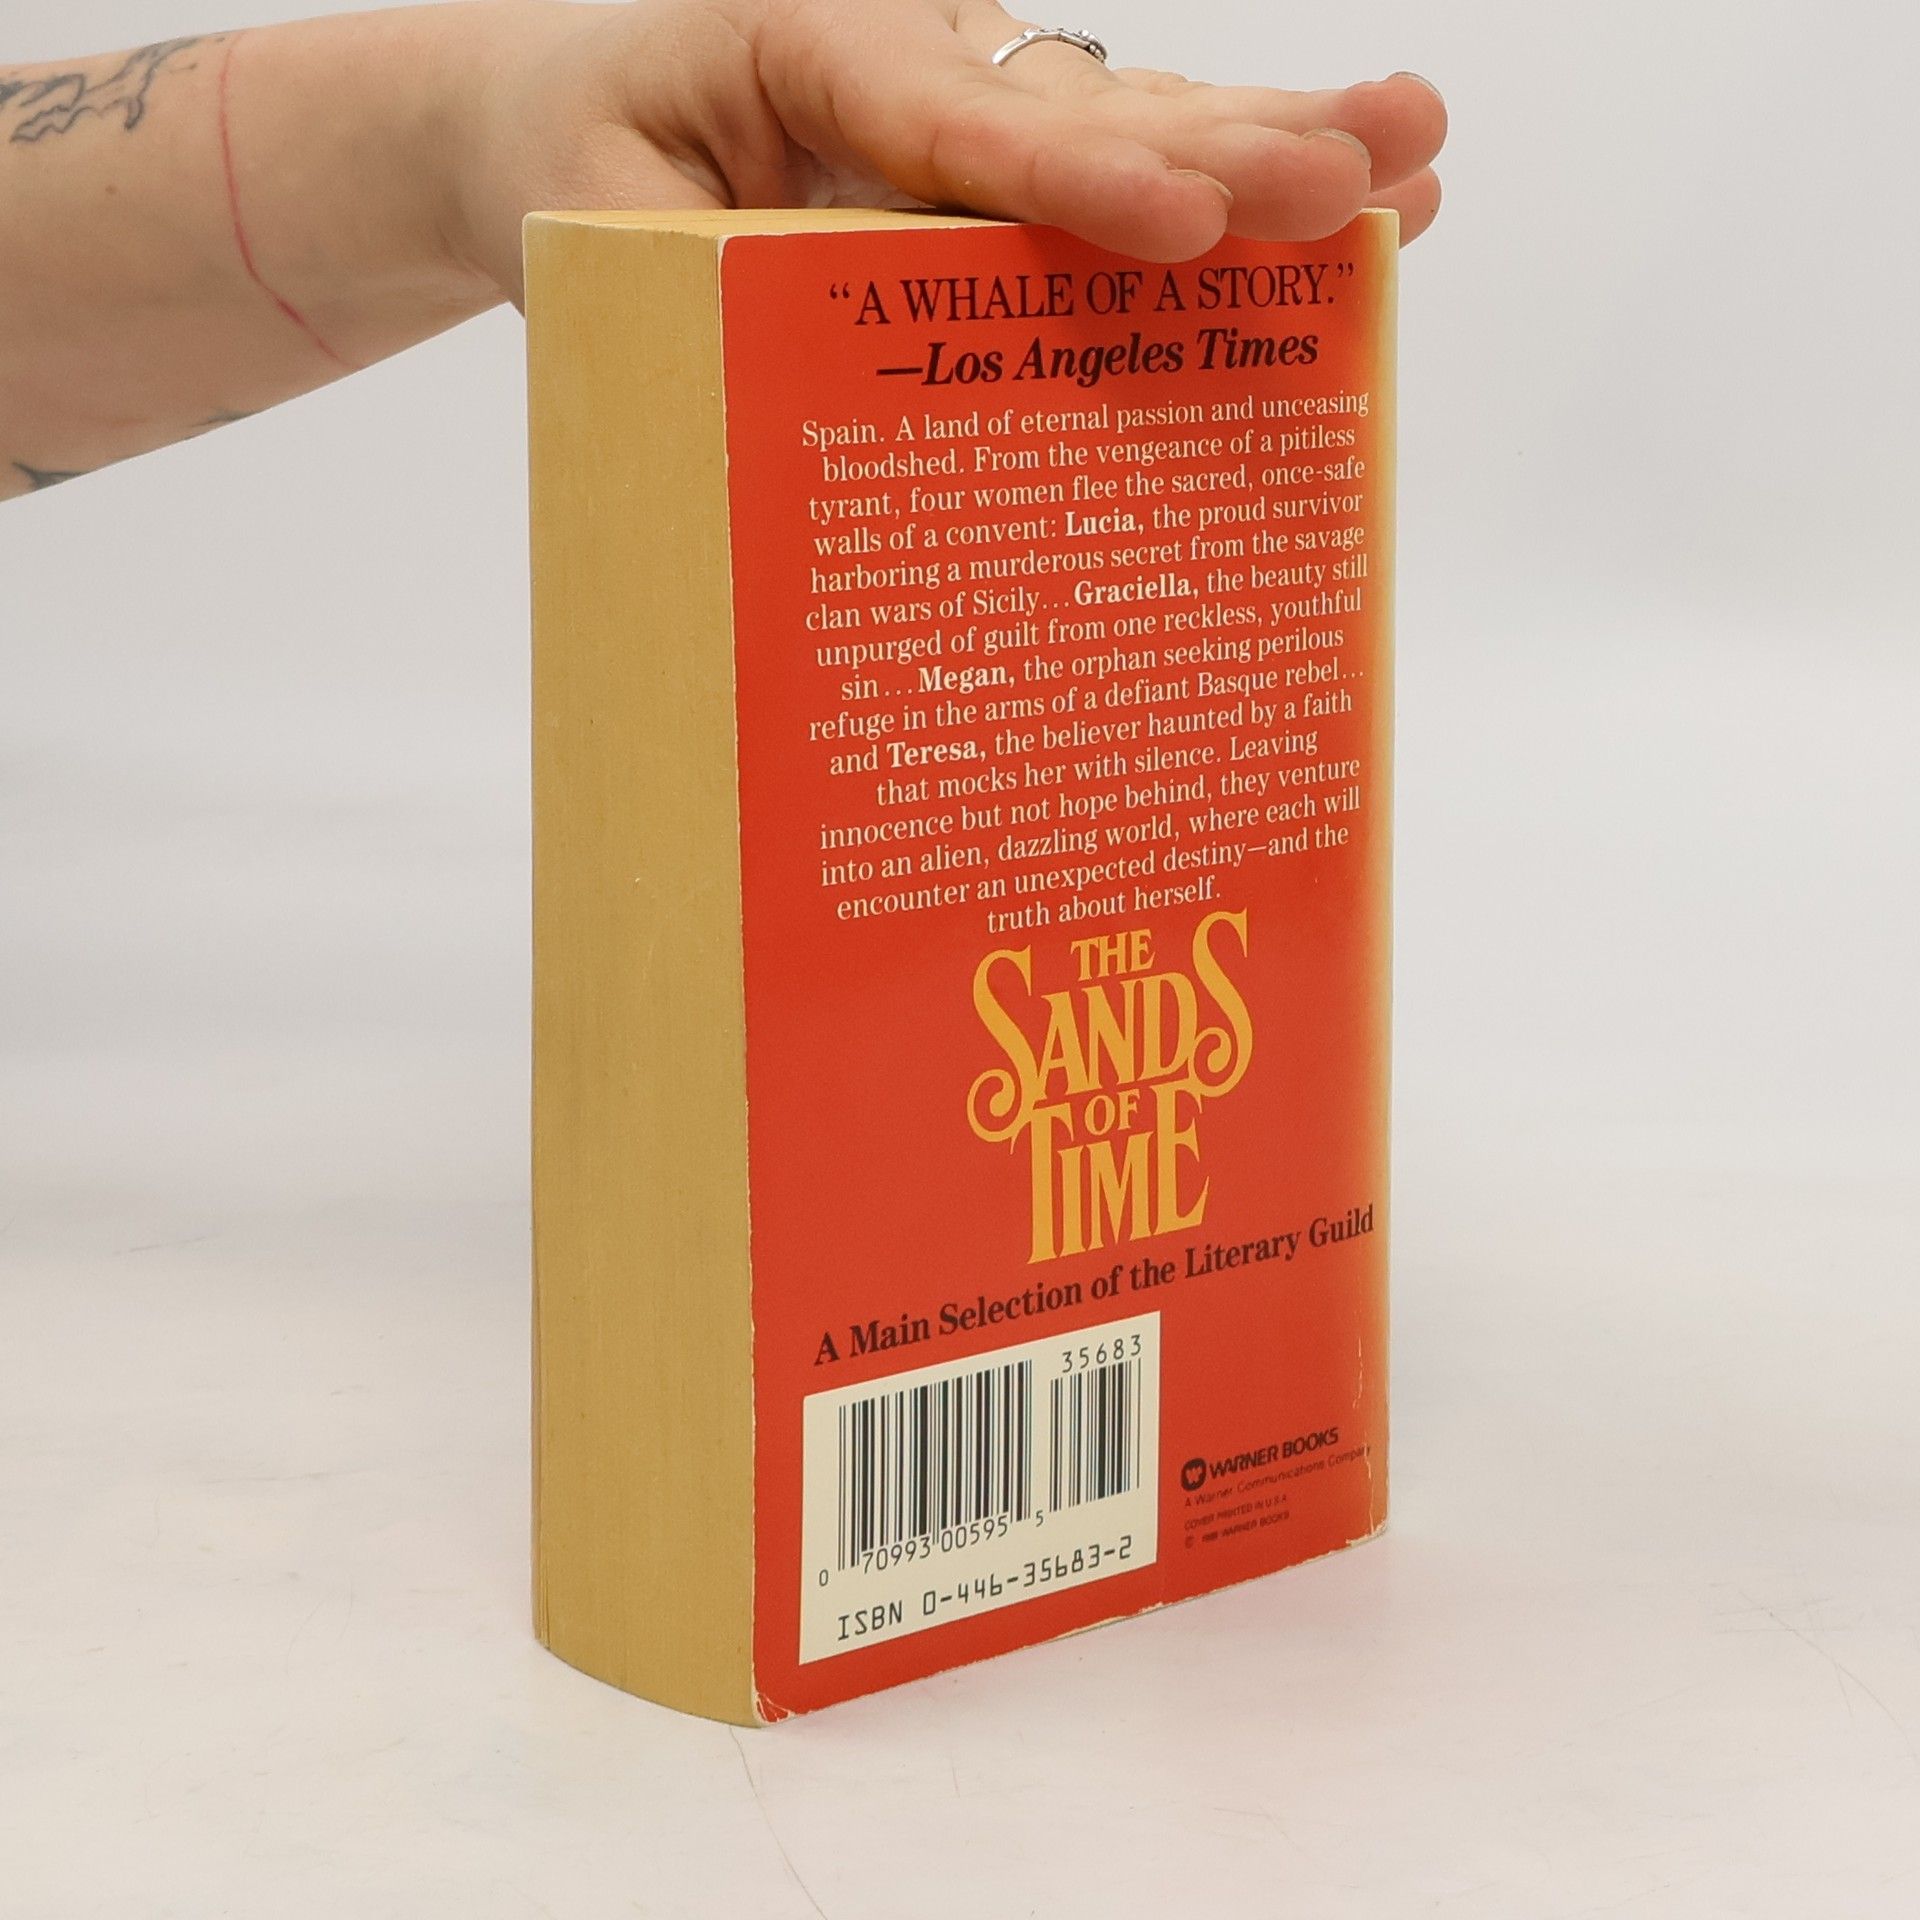 “A WHALE OF A STORY.”
—Los Angeles Times
Spain. A land of eternal passion and unceasing
bloodshed. From the vengeance of a pitiless
tyrant, four women flee the sacred, once-safe
walls of a convent: Lucia, the proud survivor
harboring a murderous secret from the savage
clan wars of Sicily...Graciella, the beauty still
unpurged of guilt from one reckless, youthful
sin...Megan, the orphan seeking perilous
refuge in the arms of a defiant Basque rebel...
and Teresa, the believer haunted by a faith
that mocks her with silence. Leaving
innocence but not hope behind, they venture
into an alien, dazzling world, where each will
encounter an unexpected destiny—and the
truth about herself.
THE
SANDS
OF
TIME
A Main Selection of the Literary Guild
35683
0 70993 00595 5
ISBN 0-446-35683-2
W WARNER BOOKS
A Warner Communications Company
COVER PRINTED IN U.S.A.
© WARNER BOOKS